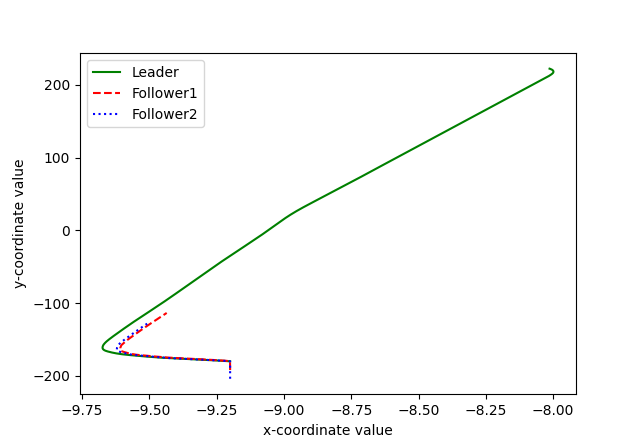 Leader
Follower1
Follower2
200
100
0
−100
−200
y-coordinate value
−9.75 −9.50 −9.25 −9.00 −8.75 −8.50 −8.25 −8.00
x-coordinate value